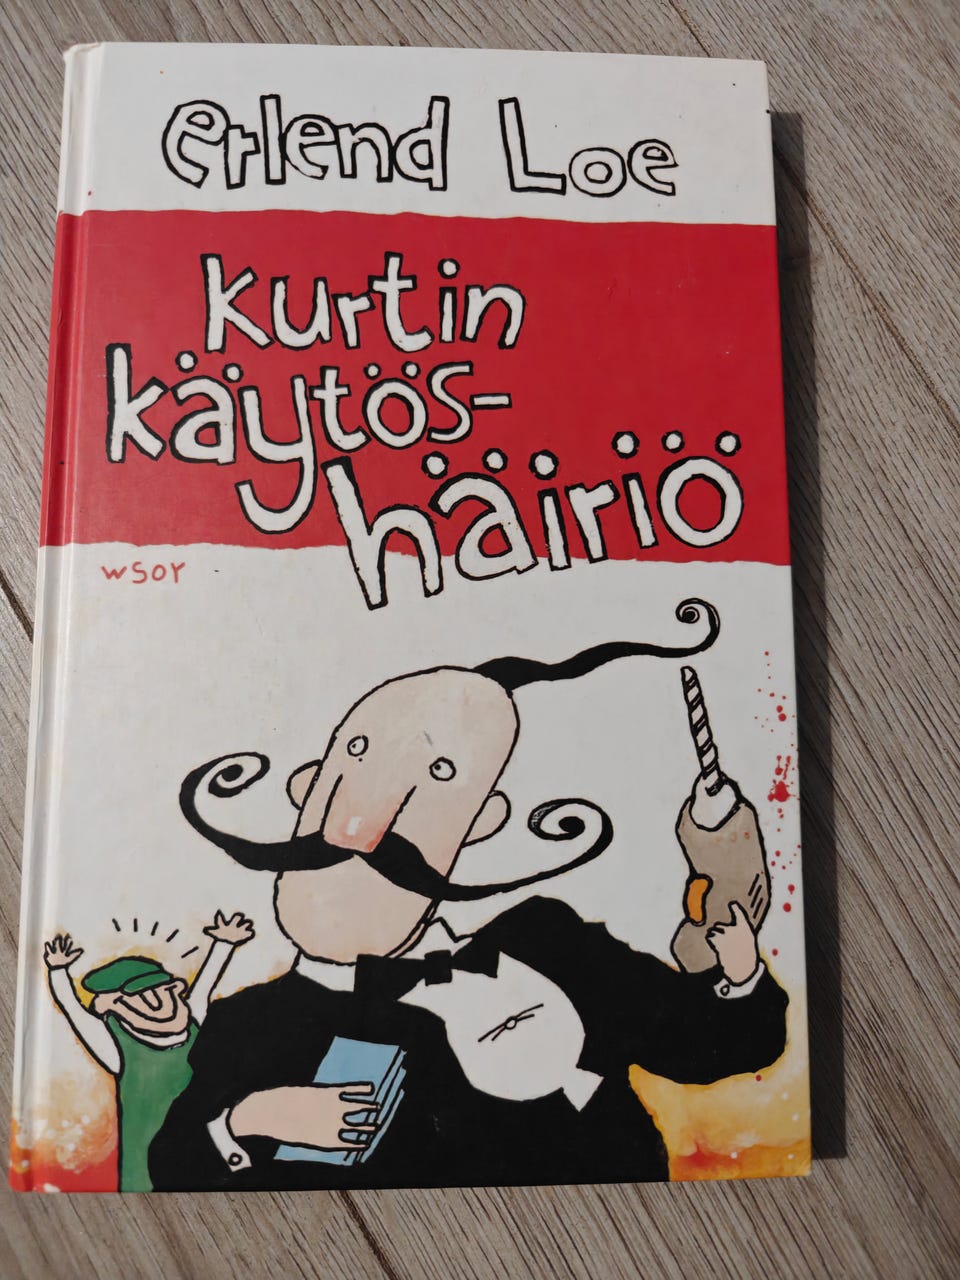 erlend Loe
kurtin
käytös-
häiriö
wsoy